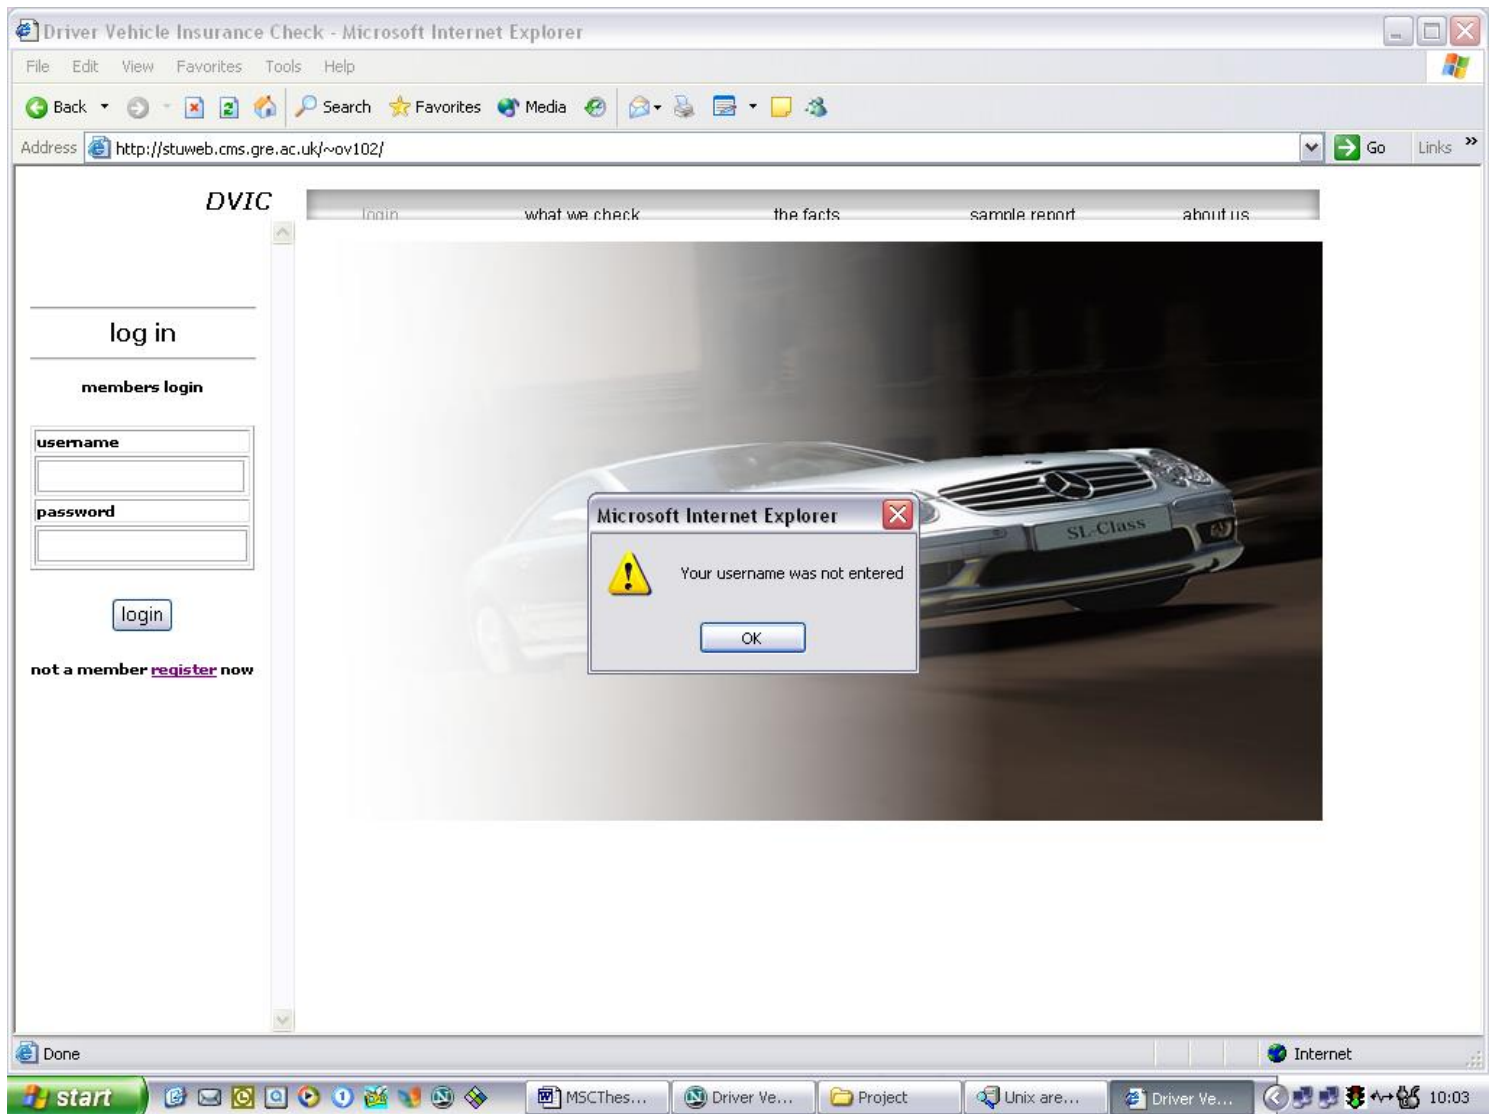 Driver Vehicle Insurance Check - Microsoft Internet Explorer
File Edit View Favorites Tools Help
Back Search Favorites Media
Address http://stuweb.cms.gre.ac.uk/~ov102/ Go Links »
DVIC
login what we check the facts sample report about us
log in
members login
username
password
login
not a member register now
SL-Class
Microsoft Internet Explorer
Your username was not entered
OK
Done Internet
start MSCThes... Driver Ve... Project Unix are... Driver Ve... 10:03